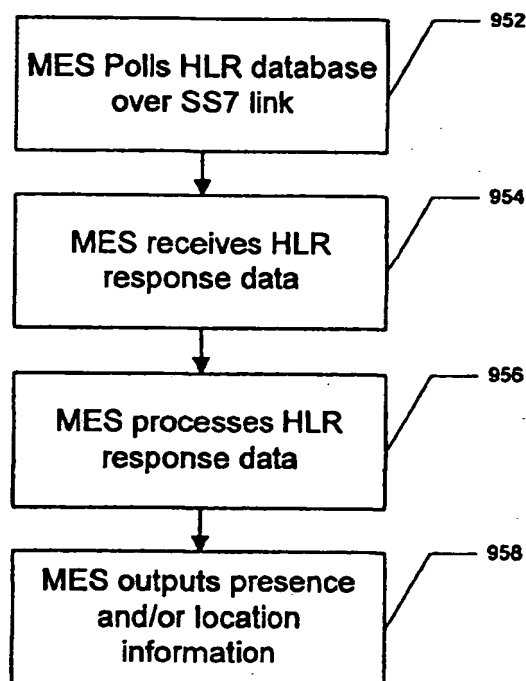 952
MES Polls HLR database
over SS7 link
954
MES receives HLR
response data
956
MES processes HLR
response data
958
MES outputs presence
and/or location
information